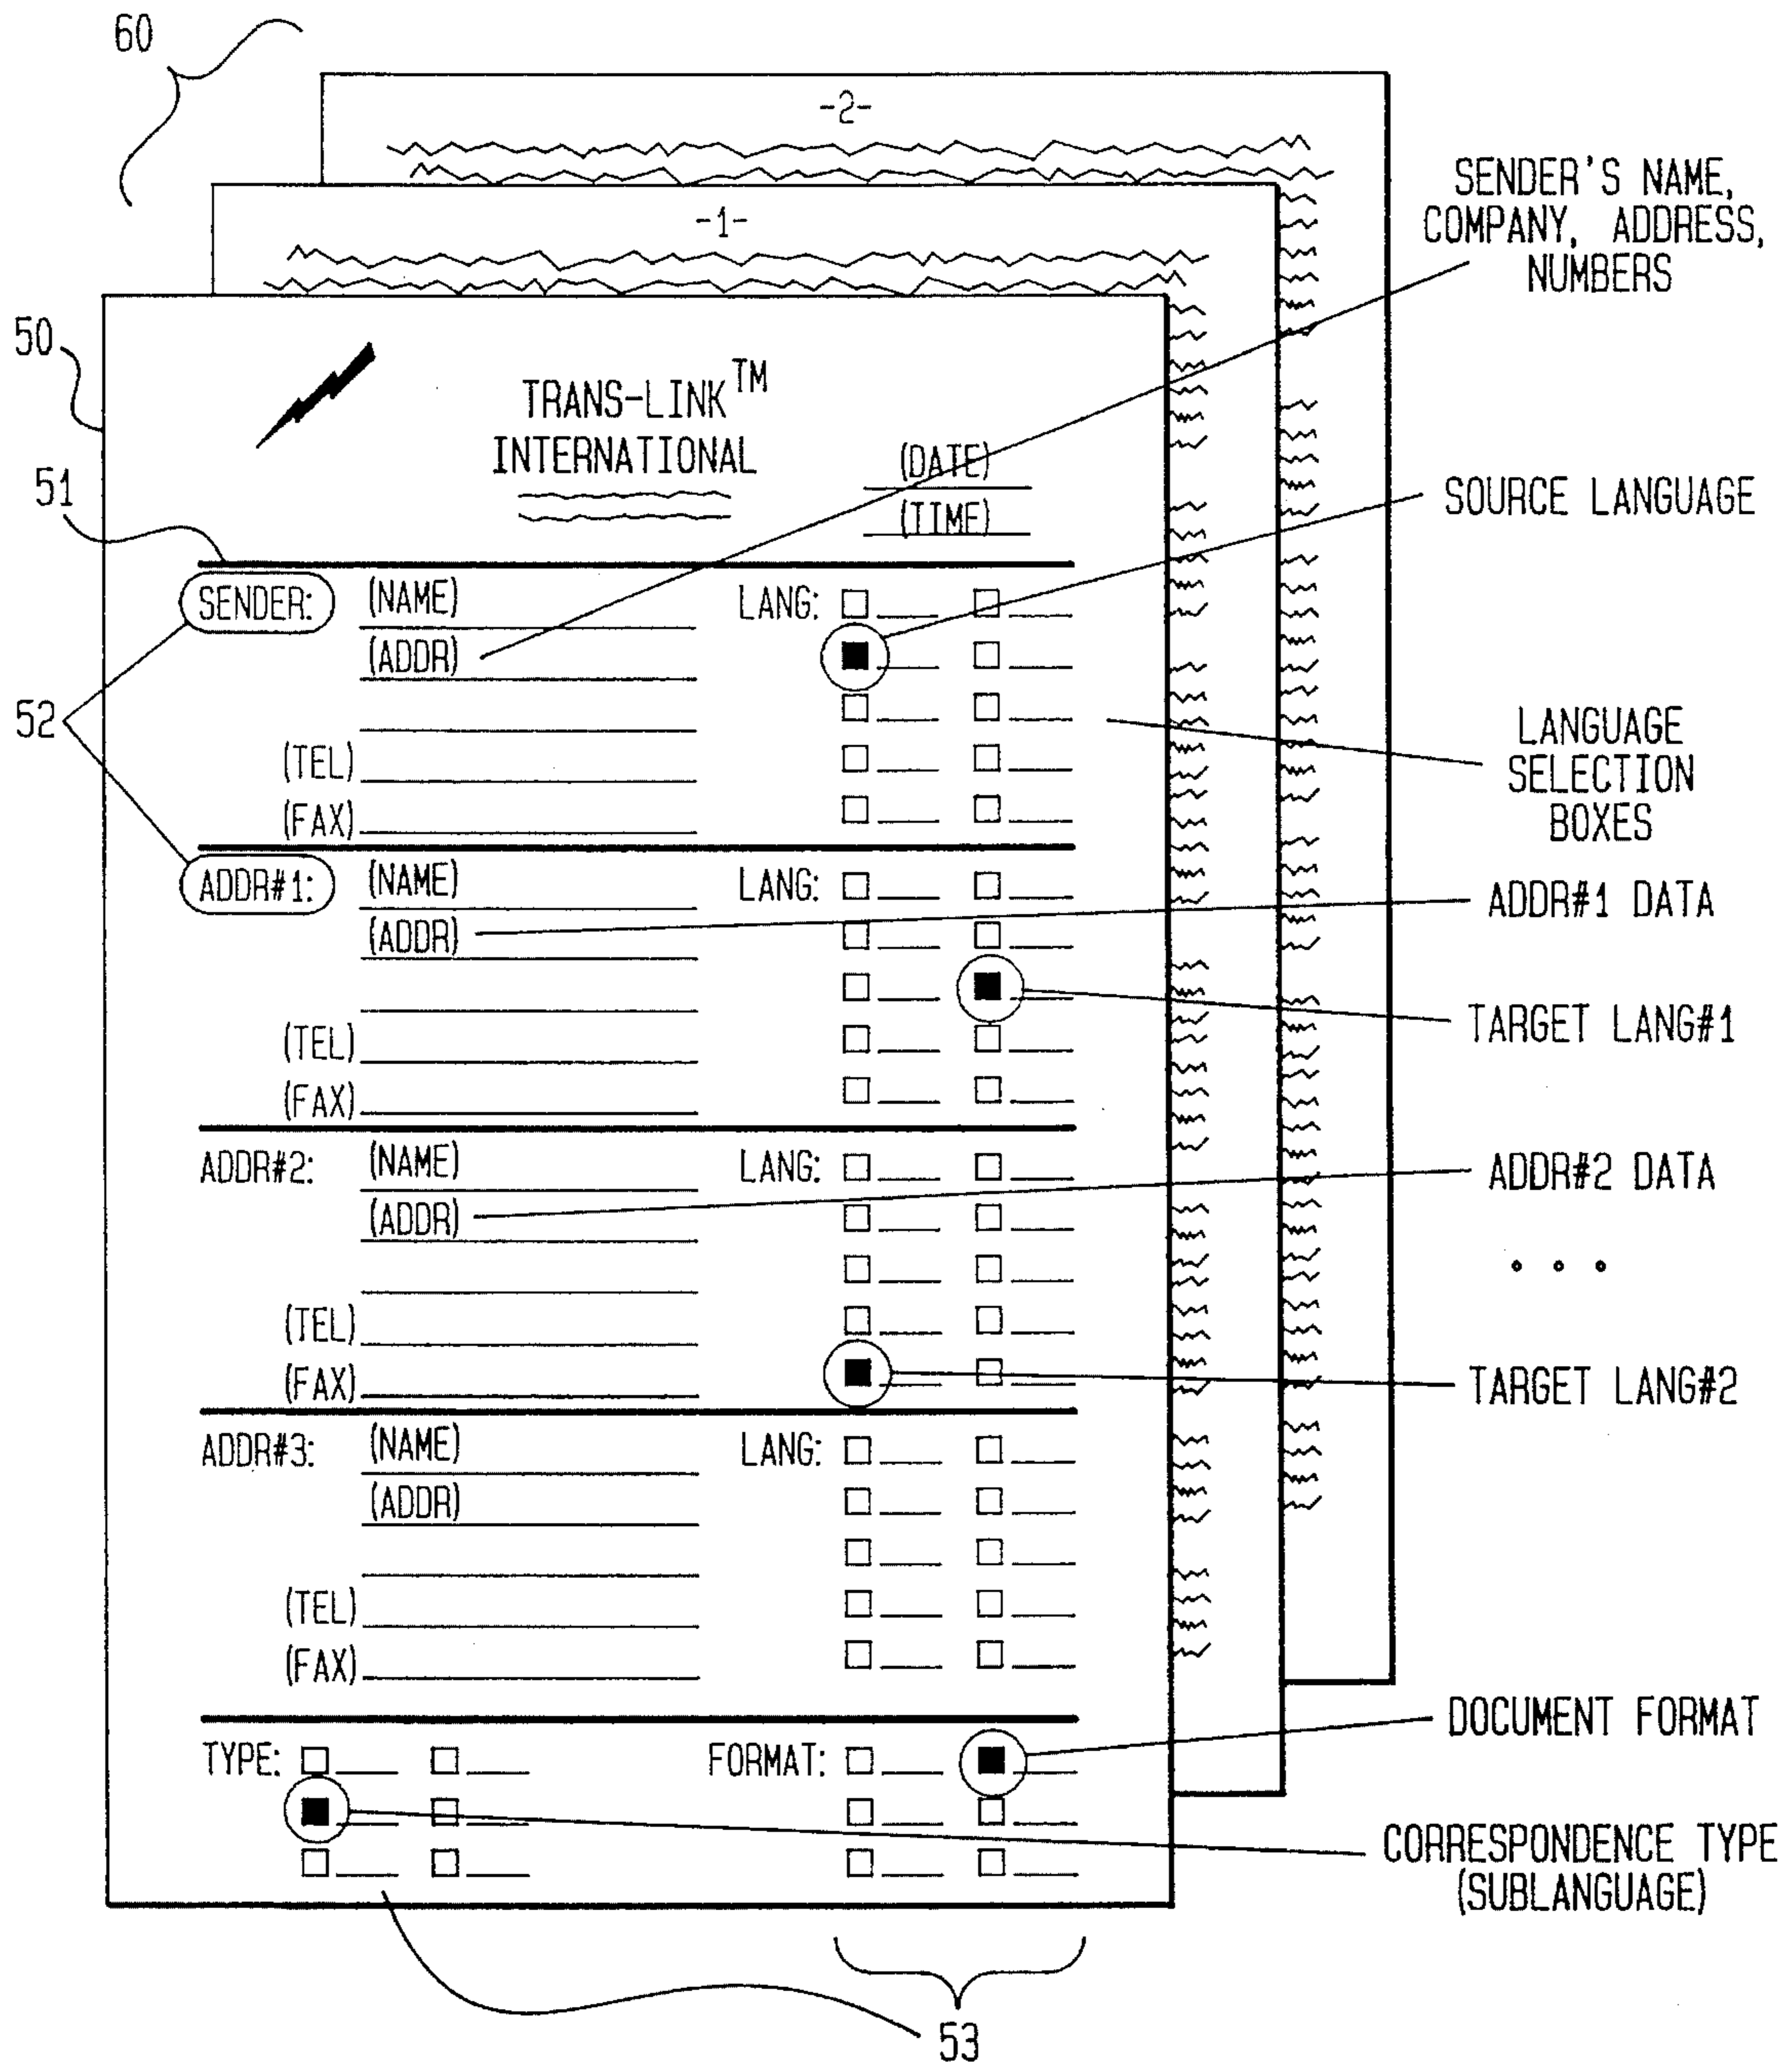 60
-2-
SENDER'S NAME,
COMPANY, ADDRESS,
NUMBERS
-1-
50
TRANS-LINK™
INTERNATIONAL
(DATE)
(TIME)
51
SOURCE LANGUAGE
SENDER: (NAME) LANG:
(ADDR)
52
LANGUAGE
SELECTION
BOXES
(TEL)
(FAX)
ADDR#1: (NAME) LANG:
ADDR#1 DATA
(ADDR)
TARGET LANG#1
(TEL)
(FAX)
ADDR#2: (NAME) LANG:
ADDR#2 DATA
(ADDR)
(TEL)
(FAX)
TARGET LANG#2
ADDR#3: (NAME) LANG:
(ADDR)
(TEL)
(FAX)
DOCUMENT FORMAT
TYPE: FORMAT:
CORRESPONDENCE TYPE
(SUBLANGUAGE)
53